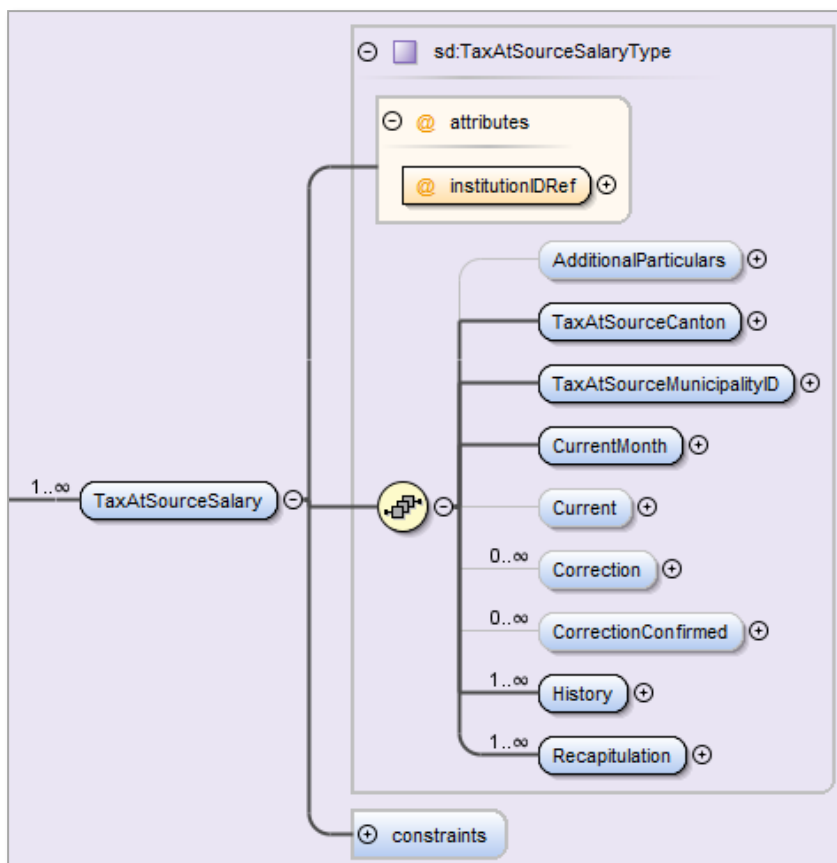 sd:TaxAtSourceSalaryType
@ attributes
@ institutionIDRef
AdditionalParticulars
TaxAtSourceCanton
TaxAtSourceMunicipalityID
CurrentMonth
1..∞ TaxAtSourceSalary
Current
0..∞ Correction
0..∞ CorrectionConfirmed
1..∞ History
1..∞ Recapitulation
constraints